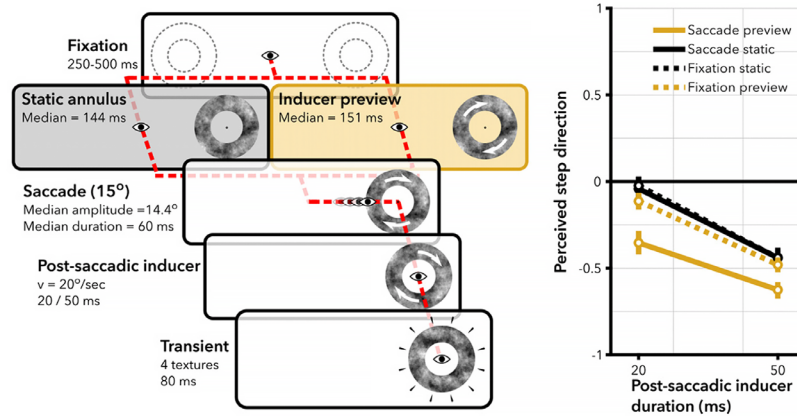 Fixation
250-500 ms
Static annulus
Median = 144 ms
Inducer preview
Median = 151 ms
Saccade (15º)
Median amplitude =14.4º
Median duration = 60 ms
Post-saccadic inducer
v = 20º/sec
20 / 50 ms
Transient
4 textures
80 ms
Perceived step direction
1
0.5
0
-0.5
-1
Saccade preview
Saccade static
Fixation static
Fixation preview
20
50
Post-saccadic inducer
duration (ms)